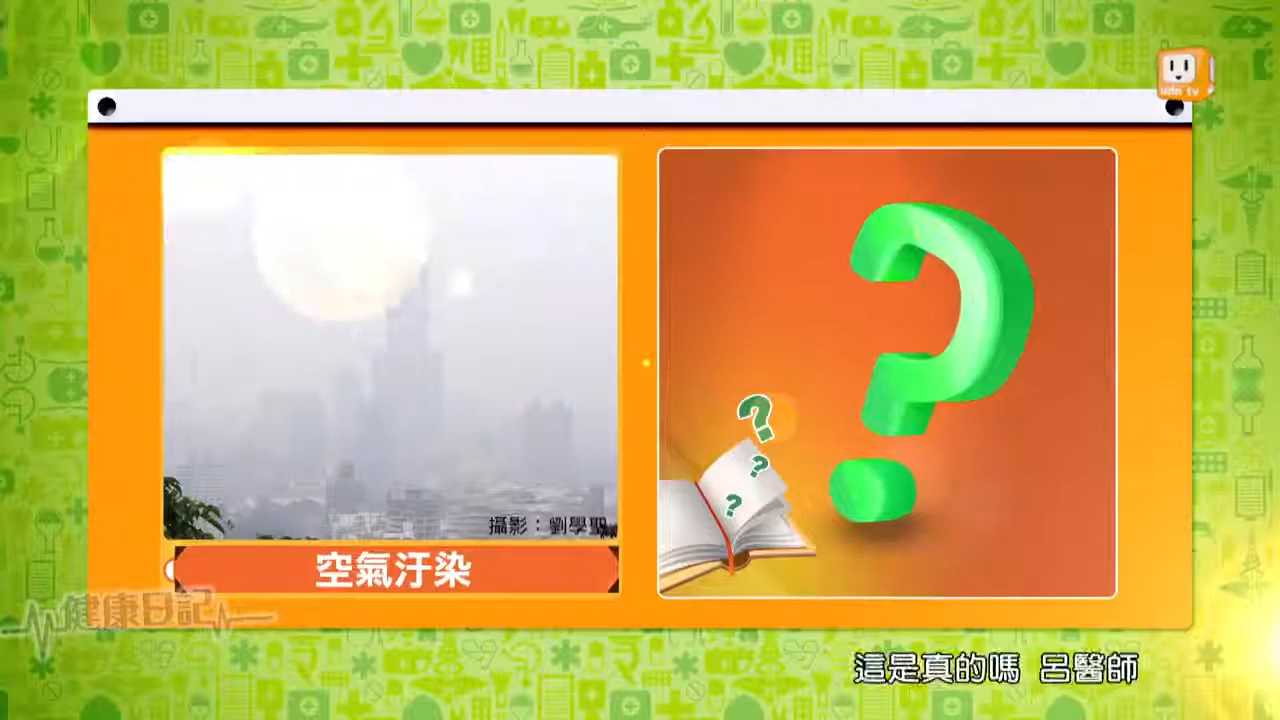 udn tv
攝影：劉學聖
空氣汙染
健康日記
這是真的嗎 呂醫師